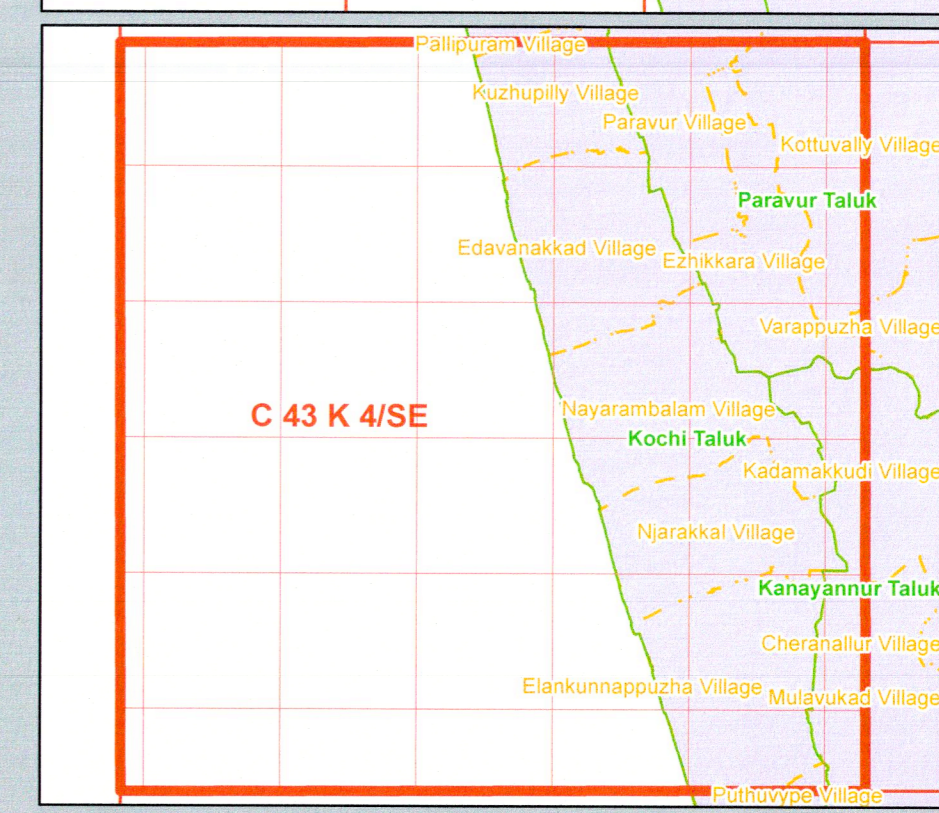 Pallipuram Village
Kuzhupilly Village
Paravur Village
Kottuvally Village
Paravur Taluk
Edavanakkad Village
Ezhikkara Village
Varappuzha Village
Nayarambalam Village
C 43 K 4/SE
Kochi Taluk
Kadamakkudi Village
Njarakkal Village
Kanayannur Taluk
Cheranallur Village
Elankunnappuzha Village
Mulavukad Village
Puthuvype Village